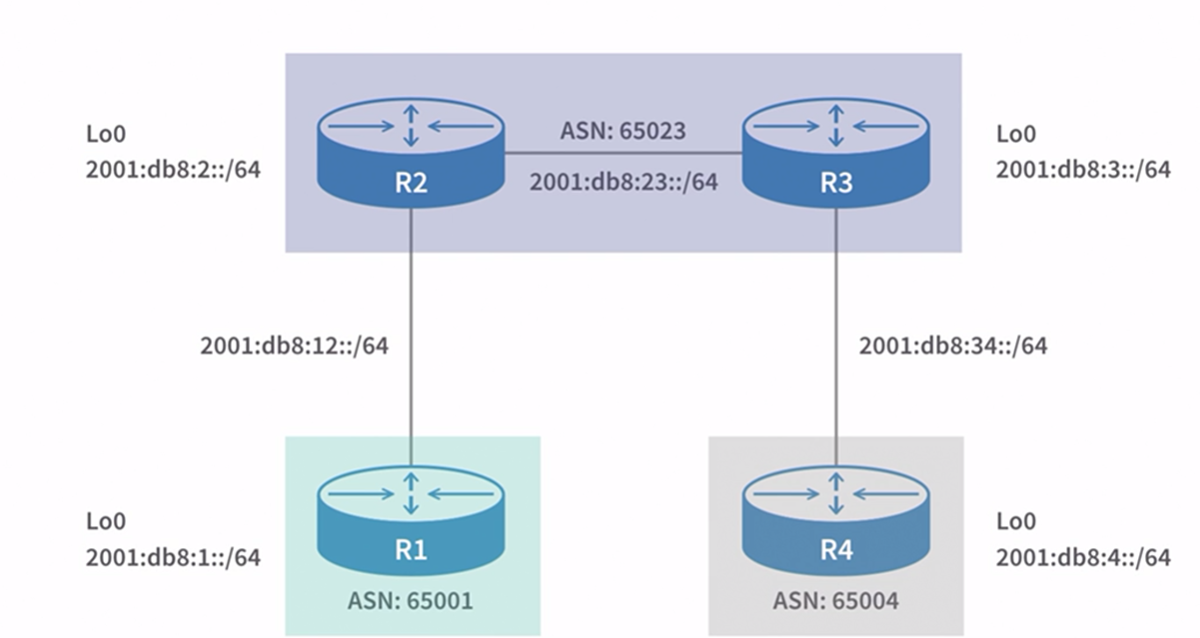 Lo0
2001:db8:2::/64
R2
ASN: 65023
2001:db8:23::/64
R3
Lo0
2001:db8:3::/64
2001:db8:12::/64
2001:db8:34::/64
Lo0
2001:db8:1::/64
R1
ASN: 65001
R4
ASN: 65004
Lo0
2001:db8:4::/64